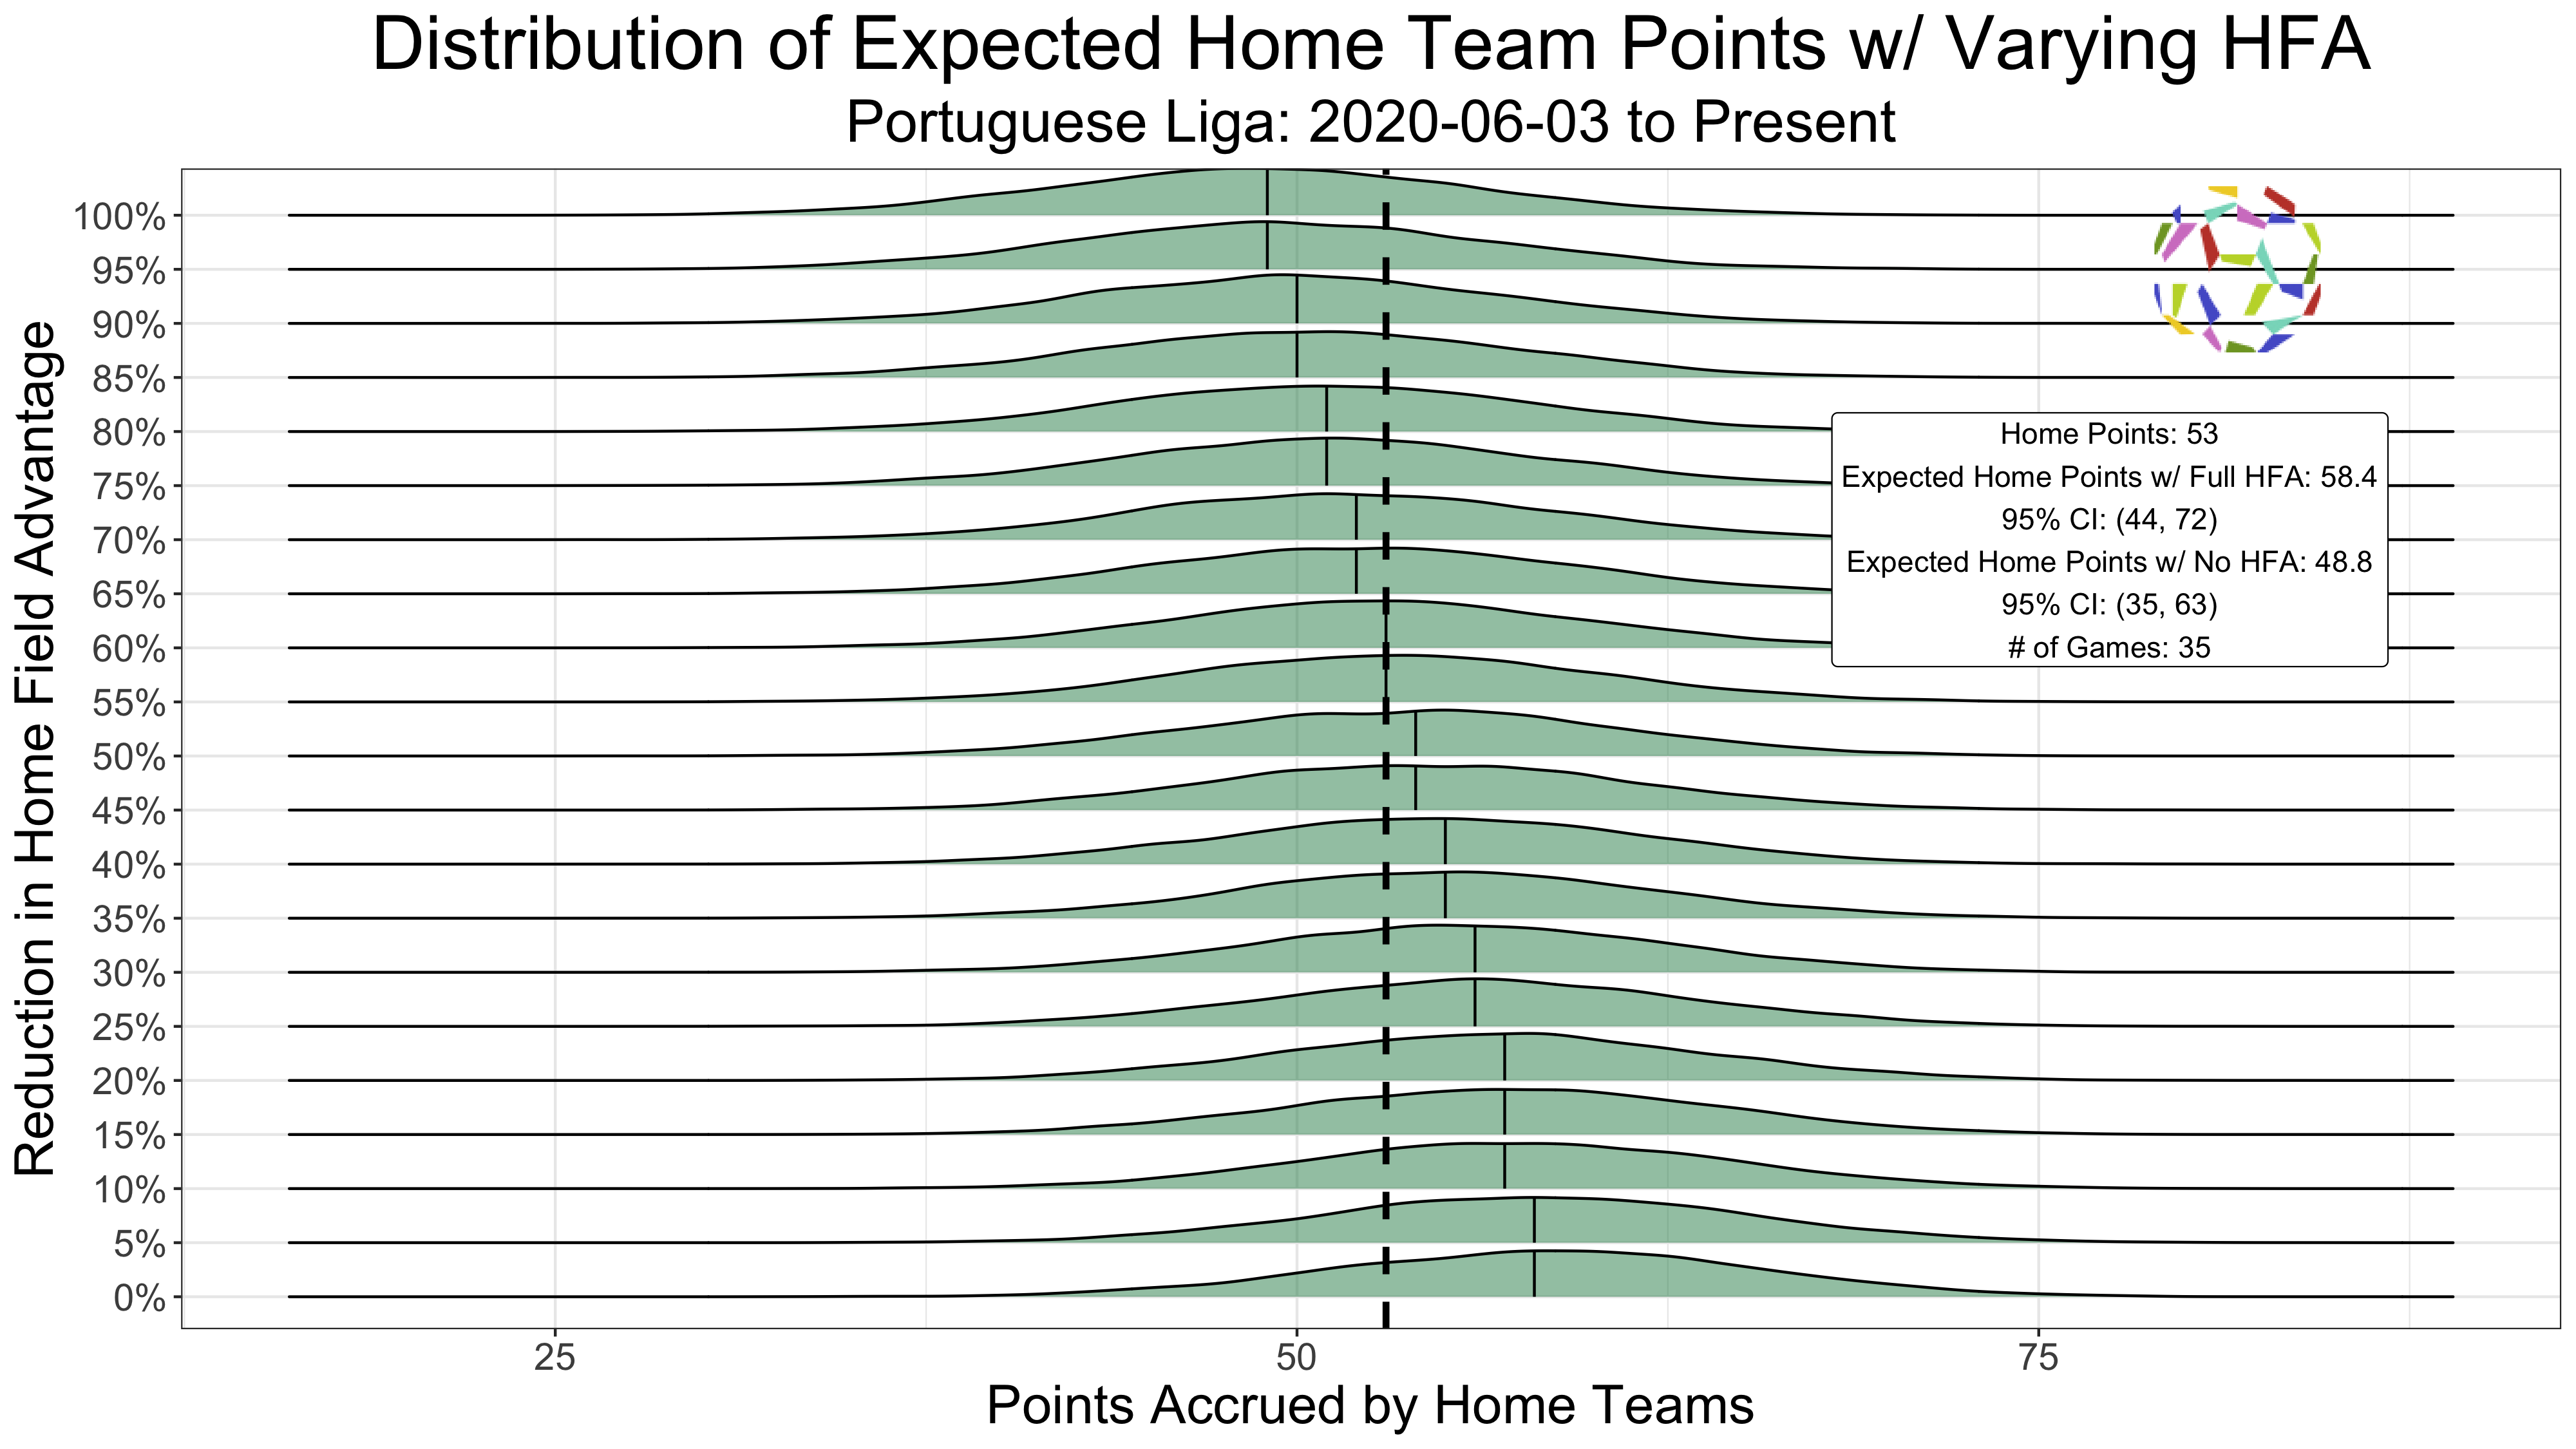 Distribution of Expected Home Team Points w/ Varying HFA
Portuguese Liga: 2020-06-03 to Present
Reduction in Home Field Advantage
100%
95%
90%
85%
80%
75%
70%
65%
60%
55%
50%
45%
40%
35%
30%
25%
20%
15%
10%
5%
0%
Home Points: 53
Expected Home Points w/ Full HFA: 58.4
95% CI: (44, 72)
Expected Home Points w/ No HFA: 48.8
95% CI: (35, 63)
# of Games: 35
25 50 75
Points Accrued by Home Teams